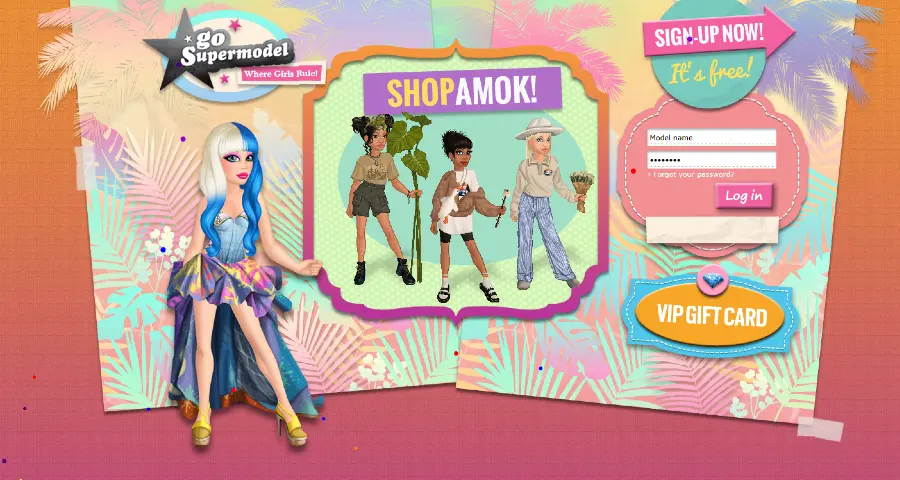 go
Supermodel
Where Girls Rule!
SHOPAMOK!
SIGN-UP NOW!
It's free!
Model name
••••••••
» I forgot your password?
Log in
VIP GIFT CARD